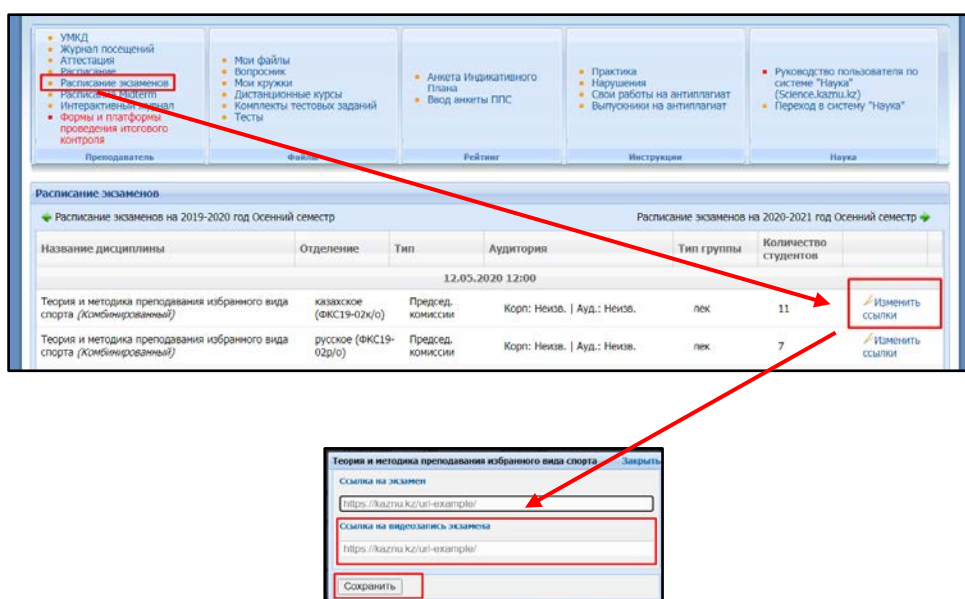 УМКД
Журнал посещений
Аттестация
Расписание
Расписание экзаменов
Расписание Midterm
Интерактивный журнал
Формы и платформы
проведения итогового
контроля
Преподаватель
Мои файлы
Вопросник
Мои кружки
Дистанционные курсы
Комплекты тестовых заданий
Тесты
Файлы
Анкета Индикативного
Плана
Ввод анкеты ППС
Рейтинг
Практика
Нарушения
Свои работы на антиплагиат
Выпускники на антиплагиат
Инструкции
Руководство пользователя по
системе "Наука"
(Science.kaznu.kz)
Переход в систему "Наука"
Наука
Расписание экзаменов
Расписание экзаменов на 2019-2020 год Осенний семестр
Расписание экзаменов на 2020-2021 год Осенний семестр
Название дисциплины Отделение Тип Аудитория Тип группы Количество студентов
12.05.2020 12:00
Теория и методика преподавания избранного вида
спорта (Комбинированный)
казахское
(ФКС19-02к/о)
Председ.
комиссии
Корп: Неизв. | Ауд.: Неизв.
лек
11
Изменить
ссылки
Теория и методика преподавания избранного вида
спорта (Комбинированный)
русское (ФКС19-
02р/о)
Председ.
комиссии
Корп: Неизв. | Ауд.: Неизв.
лек
7
Изменить
ссылки
Теория и методика преподавания избранного вида спорта Закрыть
Ссылка на экзамен
https://kaznu.kz/url-example/
Ссылка на видеозапись экзамена
https://kaznu.kz/url-example/
Сохранить